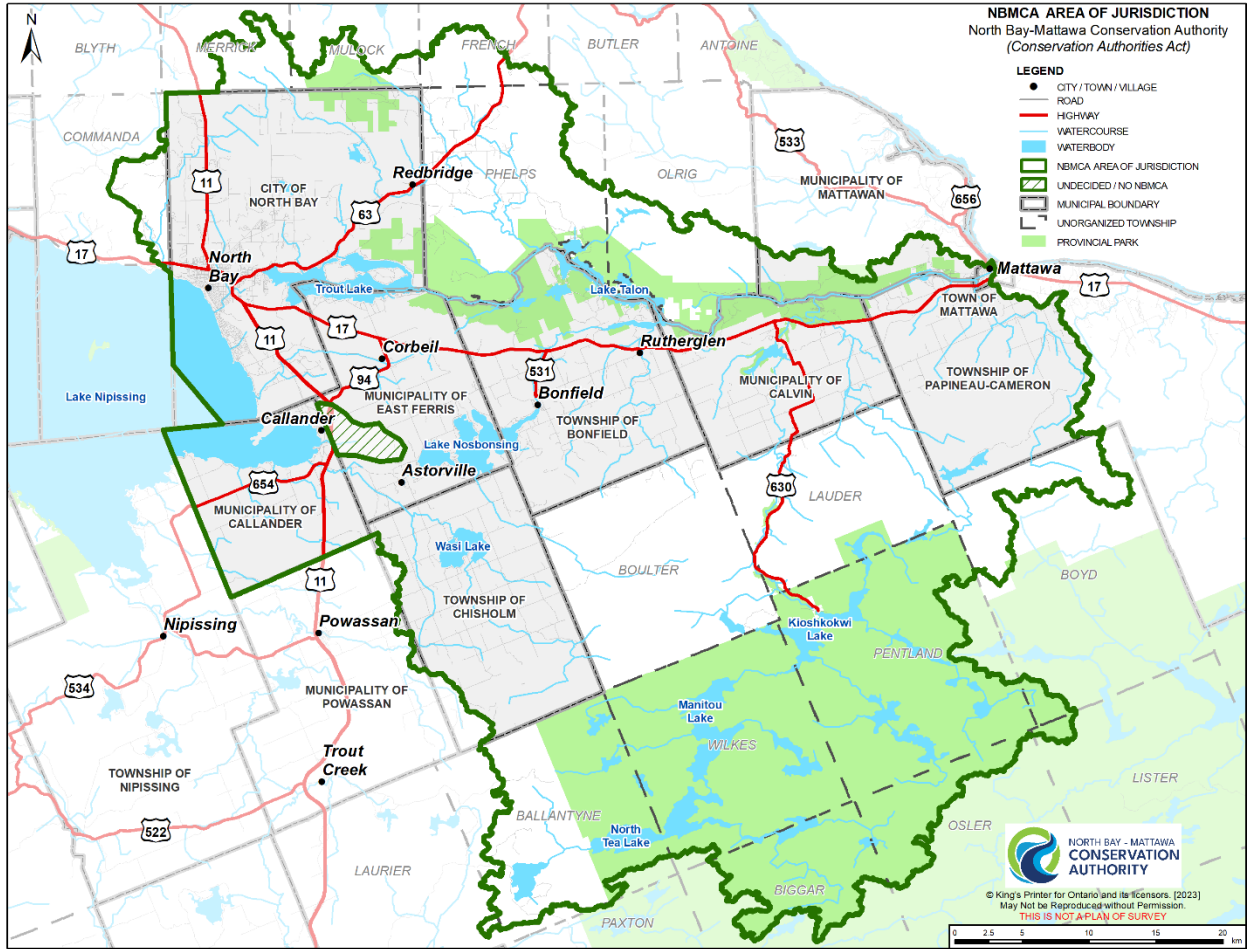 NBMCA AREA OF JURISDICTION
North Bay-Mattawa Conservation Authority
(Conservation Authorities Act)
LEGEND
CITY / TOWN / VILLAGE
ROAD
HIGHWAY
WATERCOURSE
WATERBODY
NBMCA AREA OF JURISDICTION
UNDECIDED / NO NBMCA
MUNICIPAL BOUNDARY
UNORGANIZED TOWNSHIP
PROVINCIAL PARK
N
BLYTH
MERRICK
MULOCK
FRENCH
BUTLER
ANTOINE
COMMANDA
533
11
CITY OF
NORTH BAY
Redbridge
PHELPS
OLRIG
MUNICIPALITY OF
MATTAWAN
656
63
17
North
Bay
Trout Lake
Lake Talon
Mattawa
17
TOWN OF
MATTAWA
11
17
Corbeil
Rutherglen
94
531
MUNICIPALITY OF
EAST FERRIS
Bonfield
MUNICIPALITY OF
CALVIN
TOWNSHIP OF
PAPINEAU-CAMERON
Lake Nipissing
Callander
TOWNSHIP OF
BONFIELD
Lake Nosbonsing
Astorville
654
MUNICIPALITY OF
CALLANDER
630
LAUDER
Wasi Lake
BOULTER
BOYD
11
TOWNSHIP OF
CHISHOLM
Nipissing
Powassan
Kioshkokwi
Lake
PENTLAND
534
MUNICIPALITY OF
POWASSAN
Manitou
Lake
WILKES
Trout
Creek
TOWNSHIP OF
NIPISSING
LISTER
522
BALLANTYNE
North
Tea Lake
OSLER
LAURIER
BIGGAR
PAXTON
NORTH BAY - MATTAWA
CONSERVATION
AUTHORITY
© King's Printer for Ontario and its licensors. [2023]
May Not be Reproduced without Permission.
THIS IS NOT A PLAN OF SURVEY
0 2.5 5 10 15 20
km